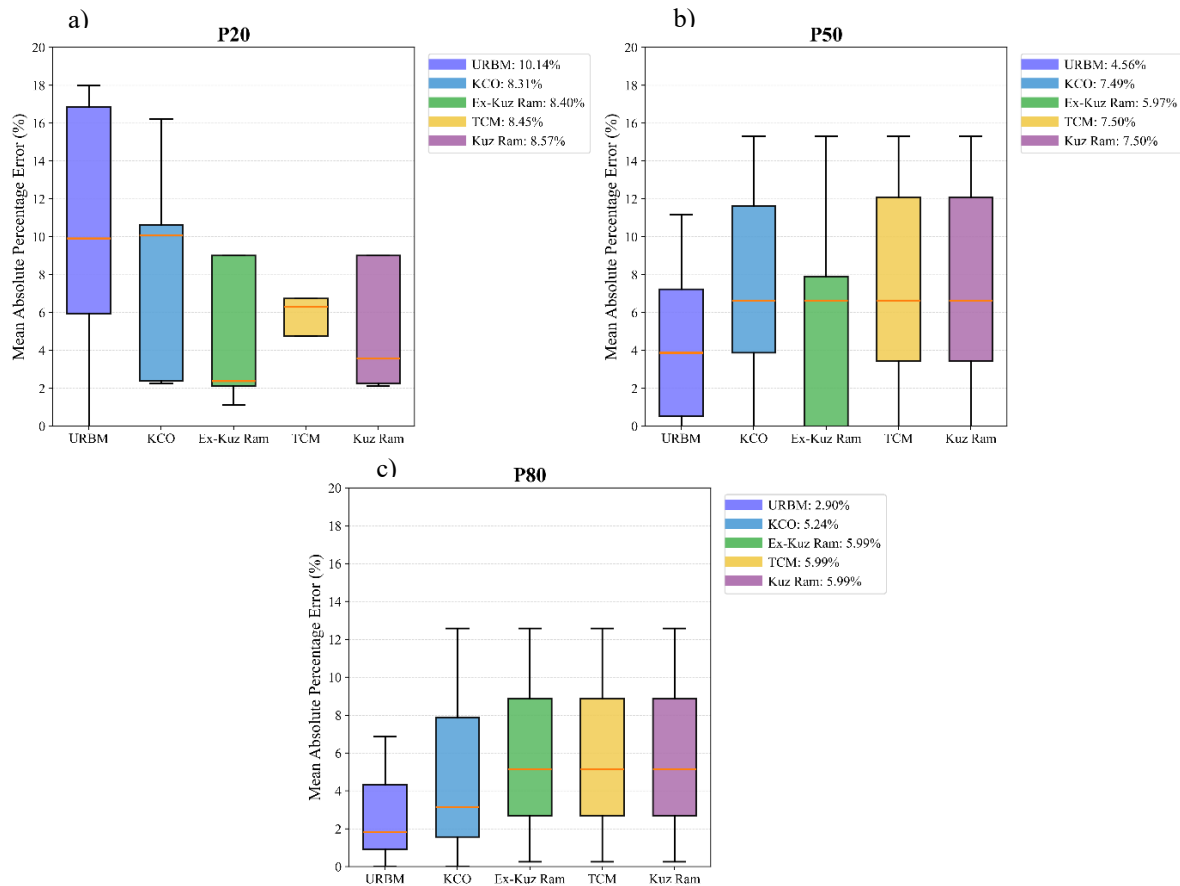 a)
P20
Mean Absolute Percentage Error (%)
20
18
16
14
12
10
8
6
4
2
0
URBM KCO Ex-Kuz Ram TCM Kuz Ram
URBM: 10.14%
KCO: 8.31%
Ex-Kuz Ram: 8.40%
TCM: 8.45%
Kuz Ram: 8.57%
b)
P50
Mean Absolute Percentage Error (%)
20
18
16
14
12
10
8
6
4
2
0
URBM KCO Ex-Kuz Ram TCM Kuz Ram
URBM: 4.56%
KCO: 7.49%
Ex-Kuz Ram: 5.97%
TCM: 7.50%
Kuz Ram: 7.50%
c)
P80
Mean Absolute Percentage Error (%)
20
18
16
14
12
10
8
6
4
2
0
URBM KCO Ex-Kuz Ram TCM Kuz Ram
URBM: 2.90%
KCO: 5.24%
Ex-Kuz Ram: 5.99%
TCM: 5.99%
Kuz Ram: 5.99%